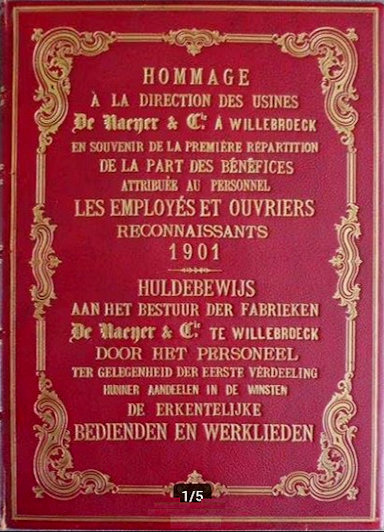 HOMMAGE
À LA DIRECTION DES USINES
De Naeyer & Cie À WILLEBROECK
EN SOUVENIR DE LA PREMIÈRE RÉPARTITION
DE LA PART DES BÉNÉFICES
ATTRIBUÉE AU PERSONNEL
LES EMPLOYÉS ET OUVRIERS
RECONNAISSANTS
1901
HULDEBEWIJS
AAN HET BESTUUR DER FABRIEKEN
De Naeyer & Cie TE WILLEBROECK
DOOR HET PERSONEEL
TER GELEGENHEID DER EERSTE VERDEELING
HUNNER AANDEELEN IN DE WINSTEN
DE ERKENTELIJKE
BEDIENDEN EN WERKLIEDEN
1/5